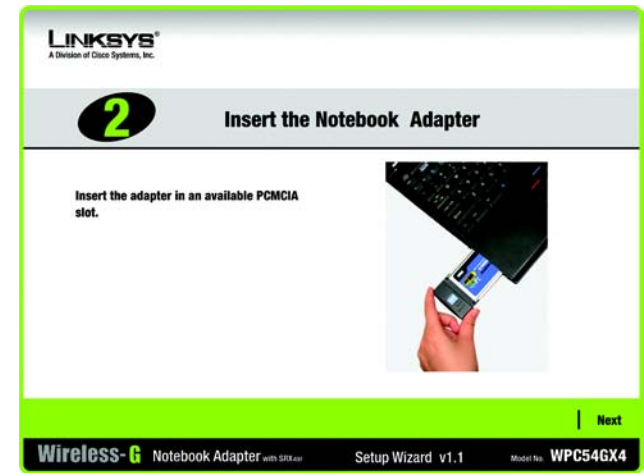 LINKSYS®
A Division of Cisco Systems, Inc.
2
Insert the Notebook Adapter
Insert the adapter in an available PCMCIA
slot.
Next
Wireless-G Notebook Adapter with SRX400 Setup Wizard v1.1 Model No. WPC54GX4